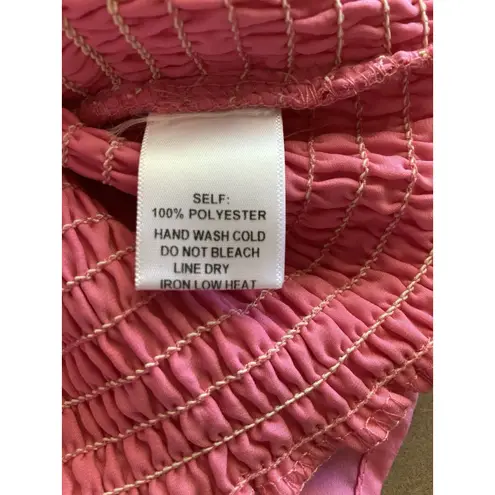 SELF:
100% POLYESTER
HAND WASH COLD
DO NOT BLEACH
LINE DRY
IRON LOW HEAT